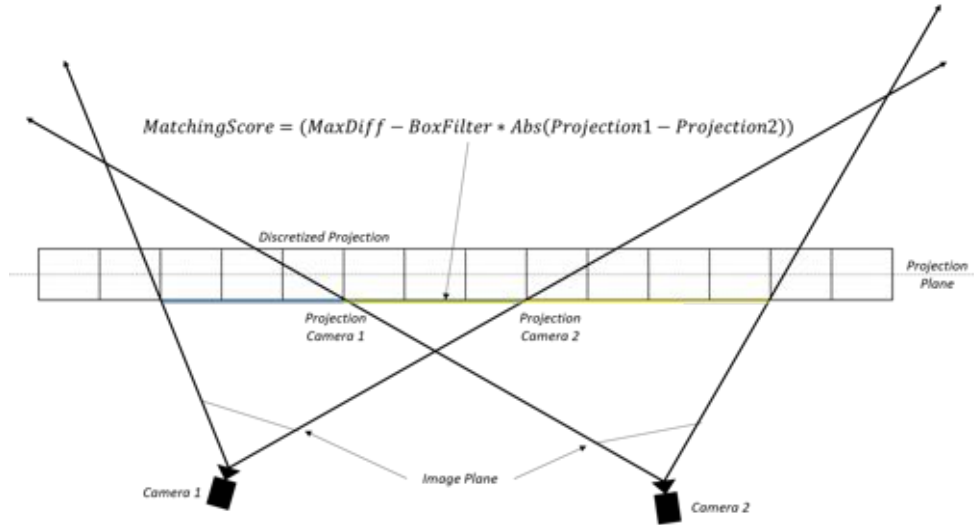 MatchingScore = (MaxDiff − BoxFilter * Abs(Projection1 − Projection2))
Discretized Projection
Projection
Plane
Projection
Camera 1
Projection
Camera 2
Image Plane
Camera 1
Camera 2